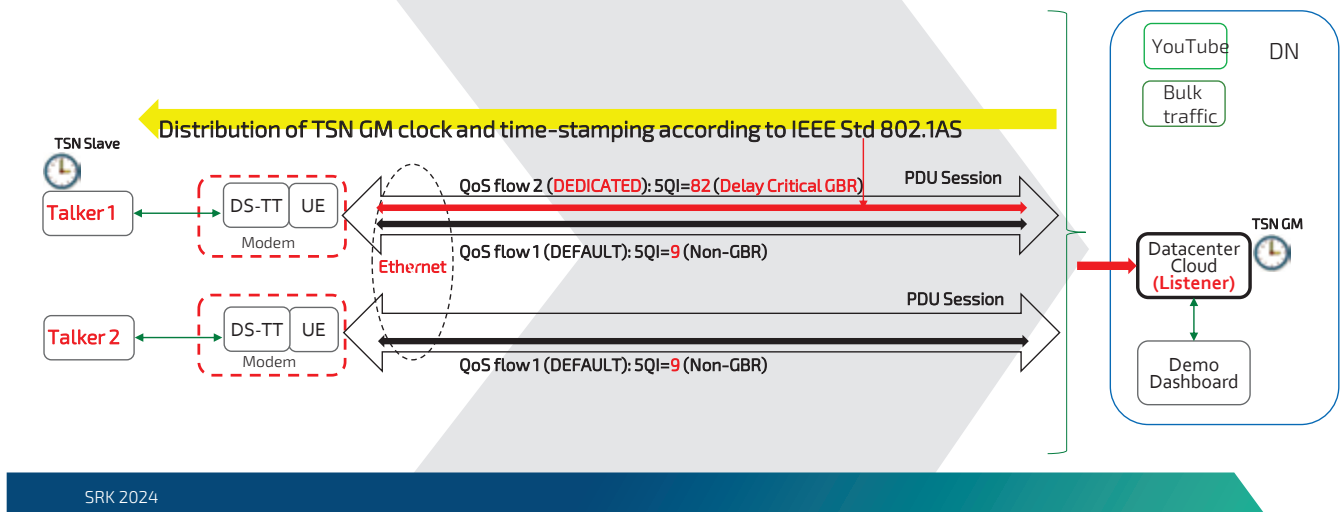 YouTube
DN
Bulk
traffic
Distribution of TSN GM clock and time-stamping according to IEEE Std 802.1AS
TSN Slave
Talker 1
DS-TT
UE
Modem
QoS flow 2 (DEDICATED): 5QI=82 (Delay Critical GBR)
PDU Session
QoS flow 1 (DEFAULT): 5QI=9 (Non-GBR)
Ethernet
TSN GM
Datacenter
Cloud
(Listener)
PDU Session
Talker 2
DS-TT
UE
Modem
QoS flow 1 (DEFAULT): 5QI=9 (Non-GBR)
Demo
Dashboard
SRK 2024